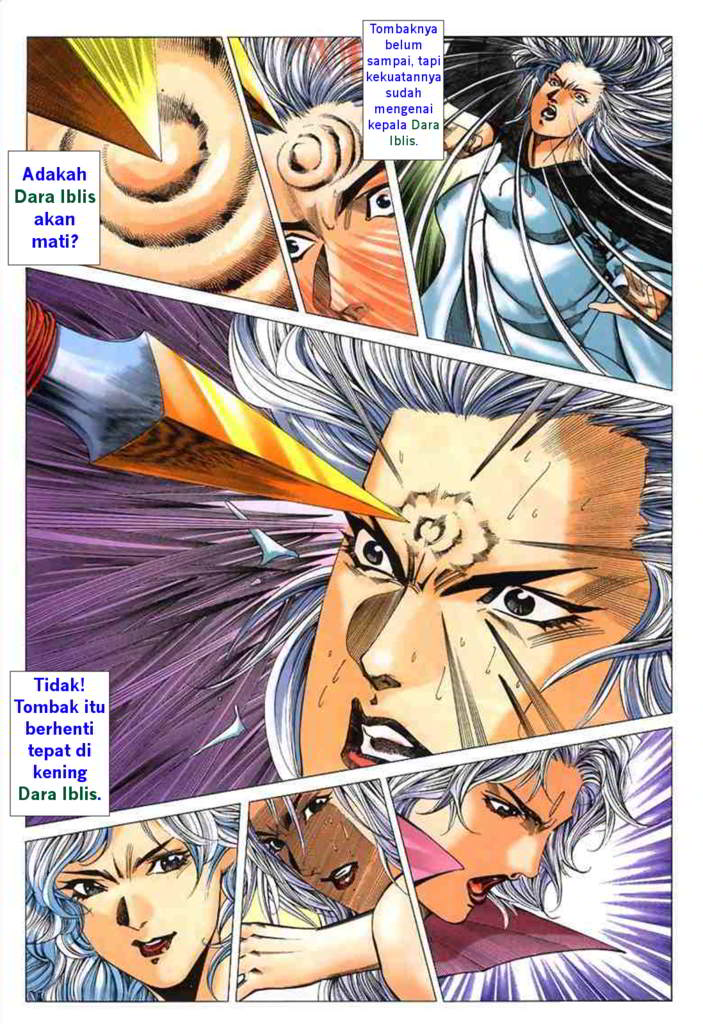 Tombaknya
belum
sampai, tapi
kekuatannya
sudah
mengenai
kepala Dara
Iblis.
Adakah
Dara Iblis
akan
mati?
Tidak!
Tombak itu
berhenti
tepat di
kening
Dara Iblis.